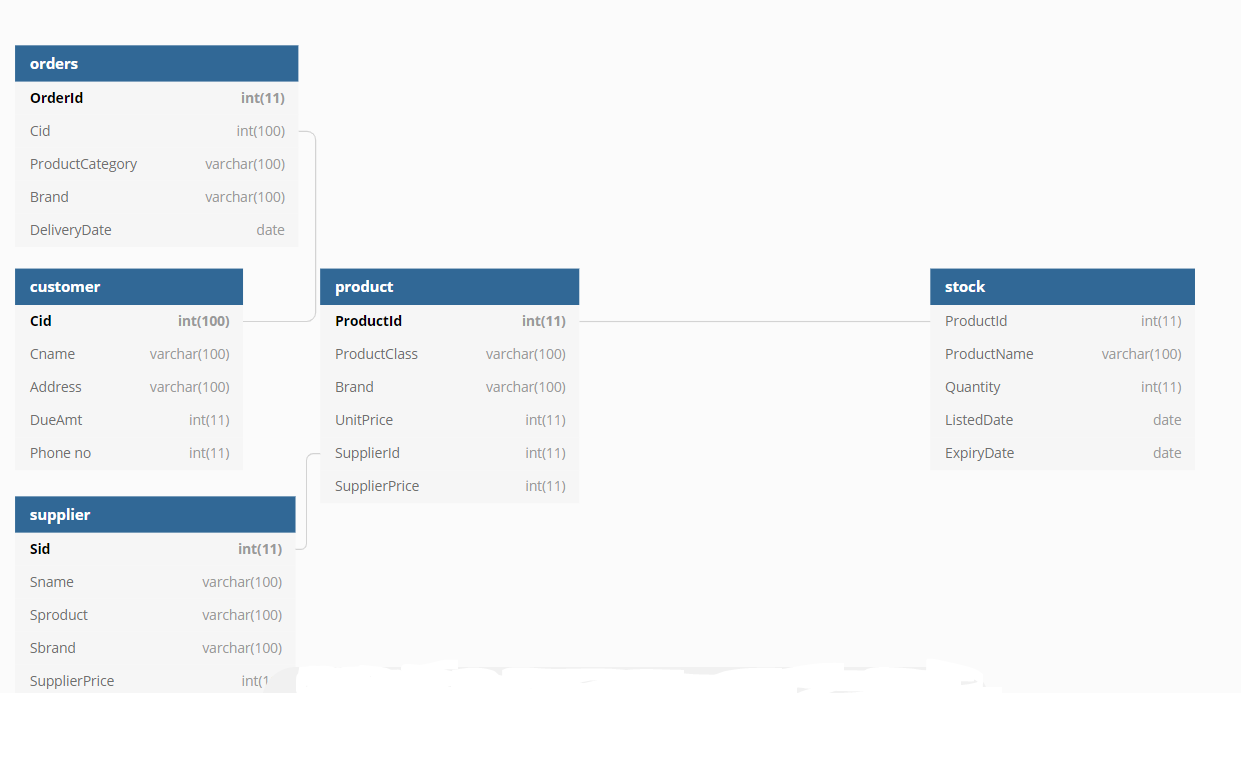 orders
OrderId int(11)
Cid int(100)
ProductCategory varchar(100)
Brand varchar(100)
DeliveryDate date
customer
Cid int(100)
Cname varchar(100)
Address varchar(100)
DueAmt int(11)
Phone no int(11)
product
ProductId int(11)
ProductClass varchar(100)
Brand varchar(100)
UnitPrice int(11)
SupplierId int(11)
SupplierPrice int(11)
stock
ProductId int(11)
ProductName varchar(100)
Quantity int(11)
ListedDate date
ExpiryDate date
supplier
Sid int(11)
Sname varchar(100)
Sproduct varchar(100)
Sbrand varchar(100)
SupplierPrice int(1